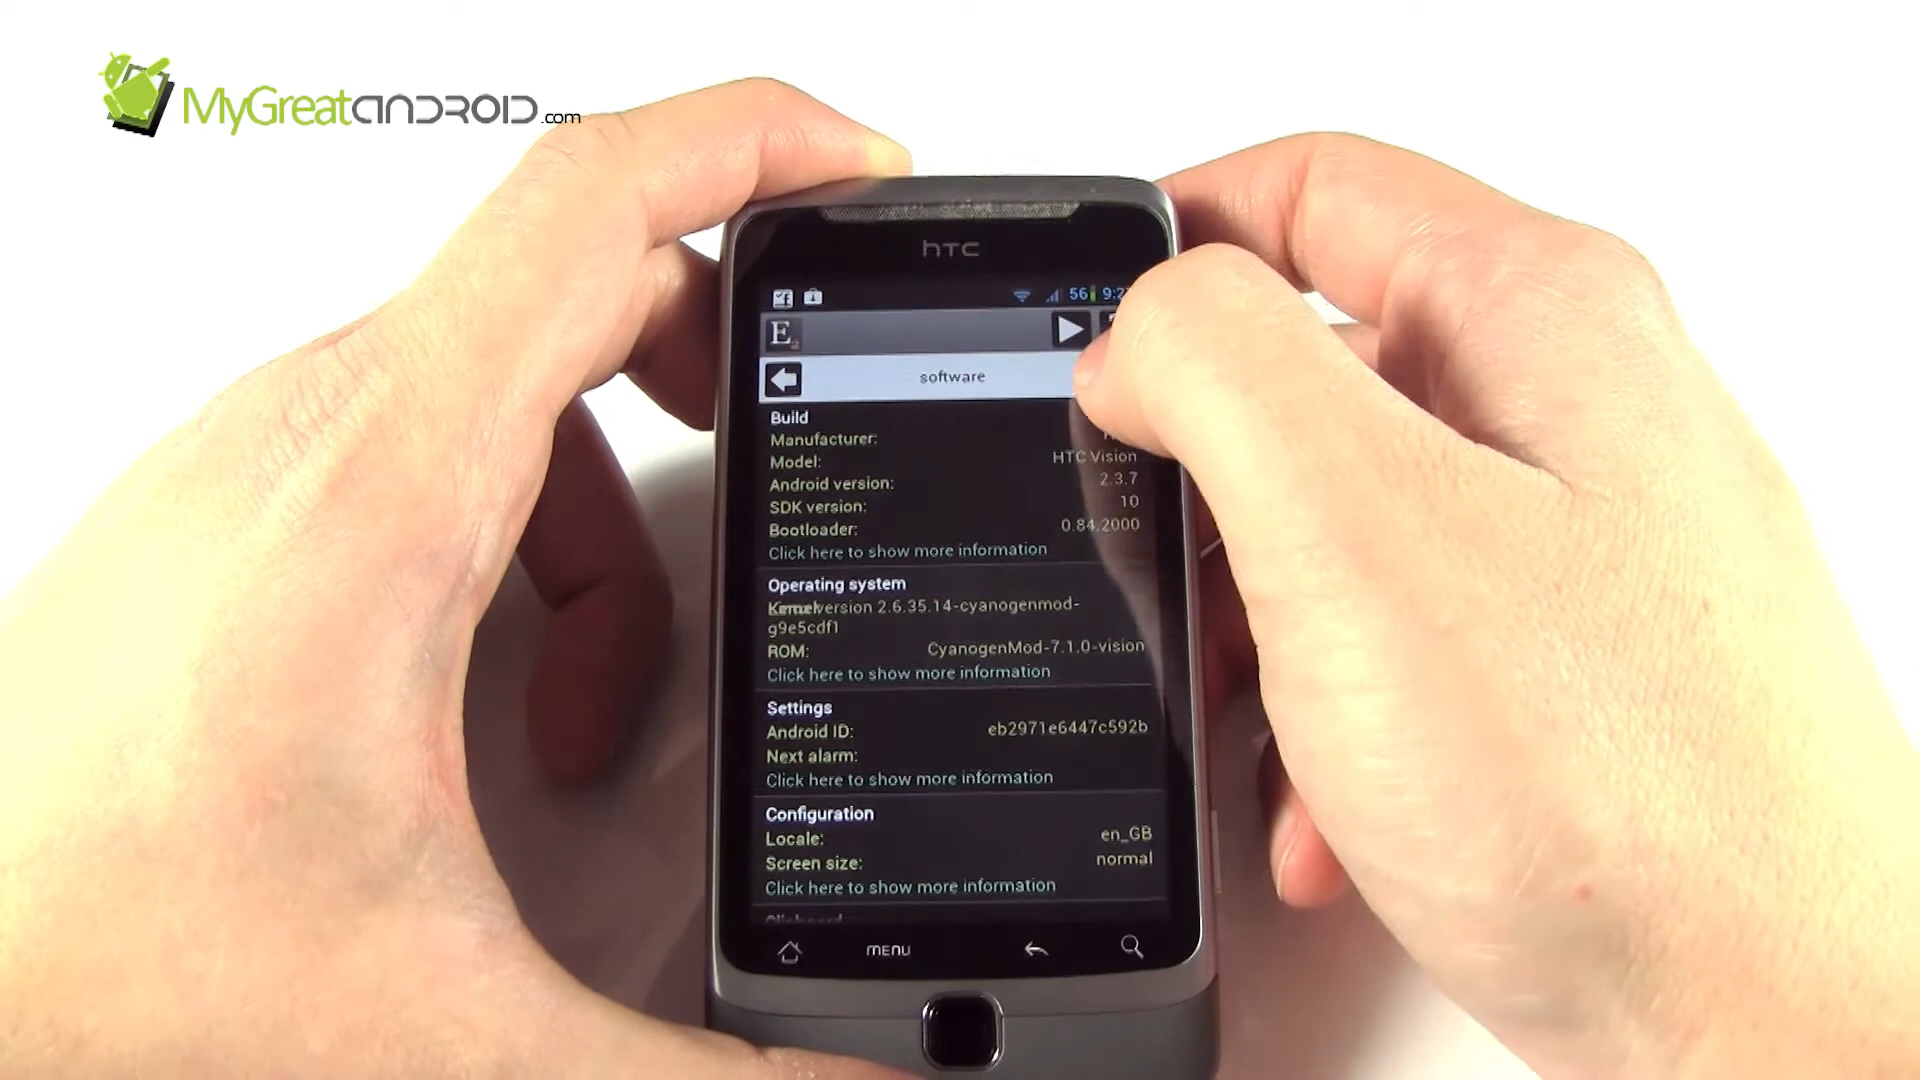 MyGreatANDROID.com
hTC
56 9:2
E
software
Build
Manufacturer:
Model: HTC Vision
Android version: 2.3.7
SDK version: 10
Bootloader: 0.84.2000
Click here to show more information
Operating system
version 2.6.35.14-cyanogenmod-
g9e5cdf1
ROM: CyanogenMod-7.1.0-vision
Click here to show more information
Settings
Android ID: eb2971e6447c592b
Next alarm:
Click here to show more information
Configuration
Locale: en_GB
Screen size: normal
Click here to show more information
MENU